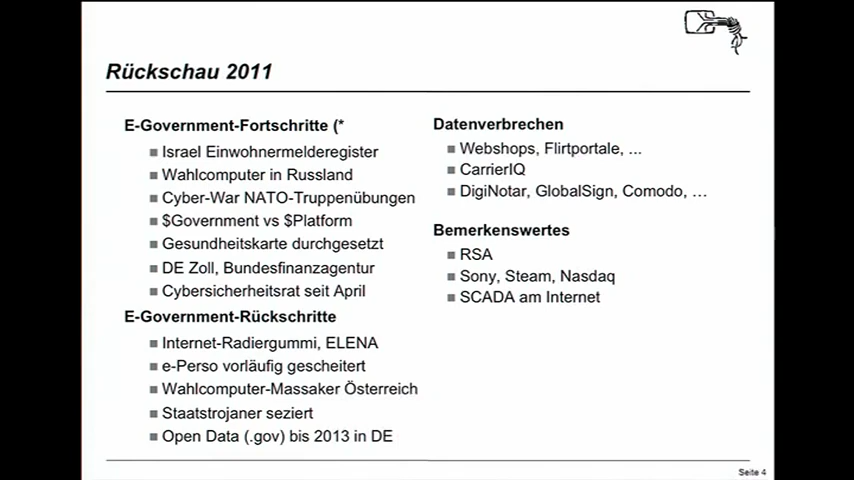 Rückschau 2011
E-Government-Fortschritte (*
Israel Einwohnermelderegister
Wahlcomputer in Russland
Cyber-War NATO-Truppenübungen
$Government vs $Platform
Gesundheitskarte durchgesetzt
DE Zoll, Bundesfinanzagentur
Cybersicherheitsrat seit April
E-Government-Rückschritte
Internet-Radiergummi, ELENA
e-Perso vorläufig gescheitert
Wahlcomputer-Massaker Österreich
Staatstrojaner seziert
Open Data (.gov) bis 2013 in DE
Datenverbrechen
Webshops, Flirtportale, ...
CarrierIQ
DigiNotar, GlobalSign, Comodo, …
Bemerkenswertes
RSA
Sony, Steam, Nasdaq
SCADA am Internet
Seite 4